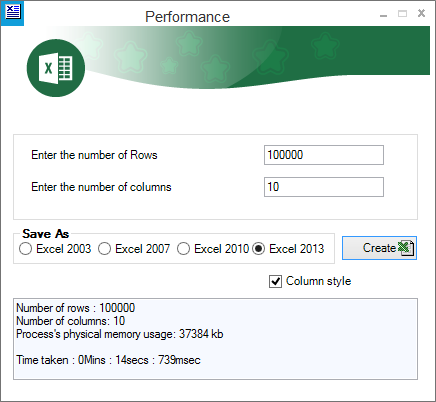 Performance
Enter the number of Rows 100000
Enter the number of columns 10
Save As
Excel 2003 Excel 2007 Excel 2010 Excel 2013 Create
Column style
Number of rows : 100000
Number of columns: 10
Process's physical memory usage: 37384 kb
Time taken : 0Mins : 14secs : 739msec